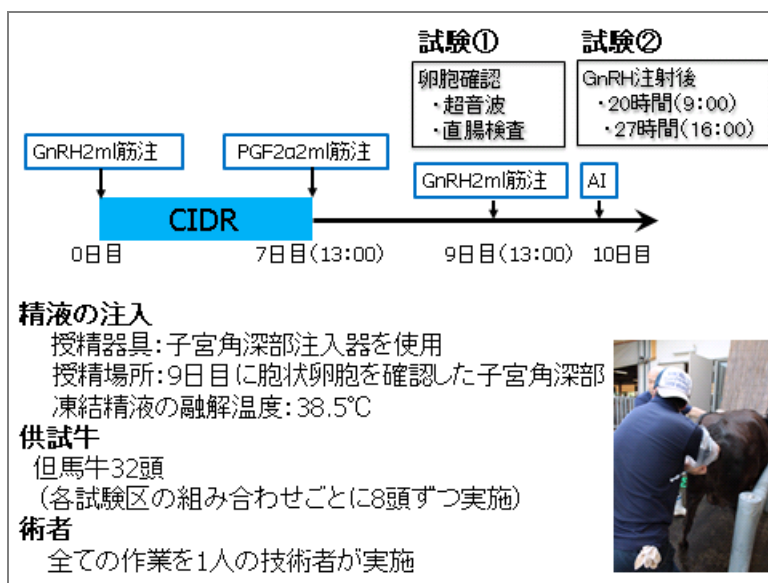 試験① 試験②
卵胞確認
・超音波
・直腸検査
GnRH注射後
・20時間(9:00)
・27時間(16:00)
GnRH2ml筋注 PGF2α2ml筋注
GnRH2ml筋注 AI
CIDR
0日目 7日目(13:00) 9日目(13:00) 10日目
精液の注入
授精器具:子宮角深部注入器を使用
授精場所:9日目に胞状卵胞を確認した子宮角深部
凍結精液の融解温度:38.5℃
供試牛
但馬牛32頭
(各試験区の組み合わせごとに8頭ずつ実施)
術者
全ての作業を1人の技術者が実施